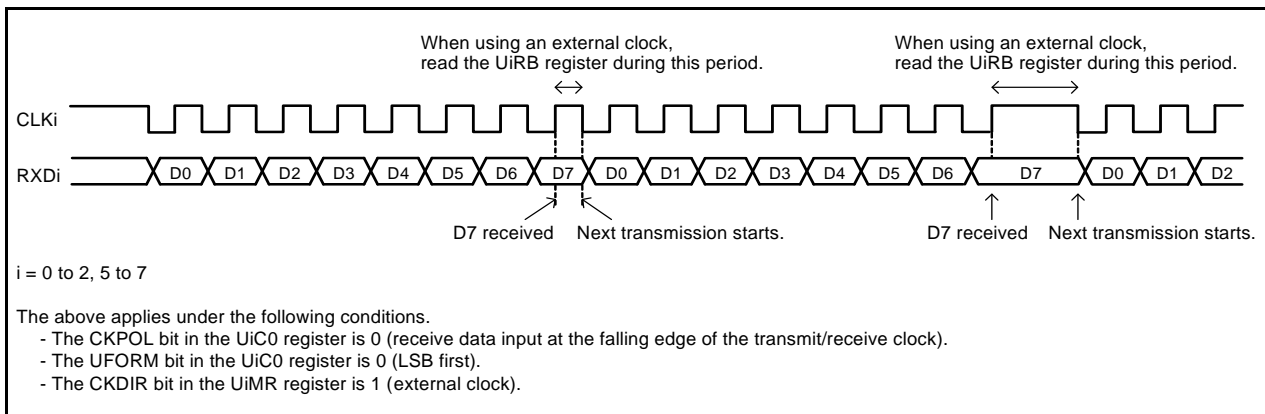 When using an external clock,
read the UiRB register during this period.
When using an external clock,
read the UiRB register during this period.
CLKi
RXDi
D0 D1 D2 D3 D4 D5 D6 D7 D0 D1 D2 D3 D4 D5 D6 D7 D0 D1 D2
D7 received
Next transmission starts.
D7 received
Next transmission starts.
i = 0 to 2, 5 to 7
The above applies under the following conditions.
- The CKPOL bit in the UiC0 register is 0 (receive data input at the falling edge of the transmit/receive clock).
- The UFORM bit in the UiC0 register is 0 (LSB first).
- The CKDIR bit in the UiMR register is 1 (external clock).